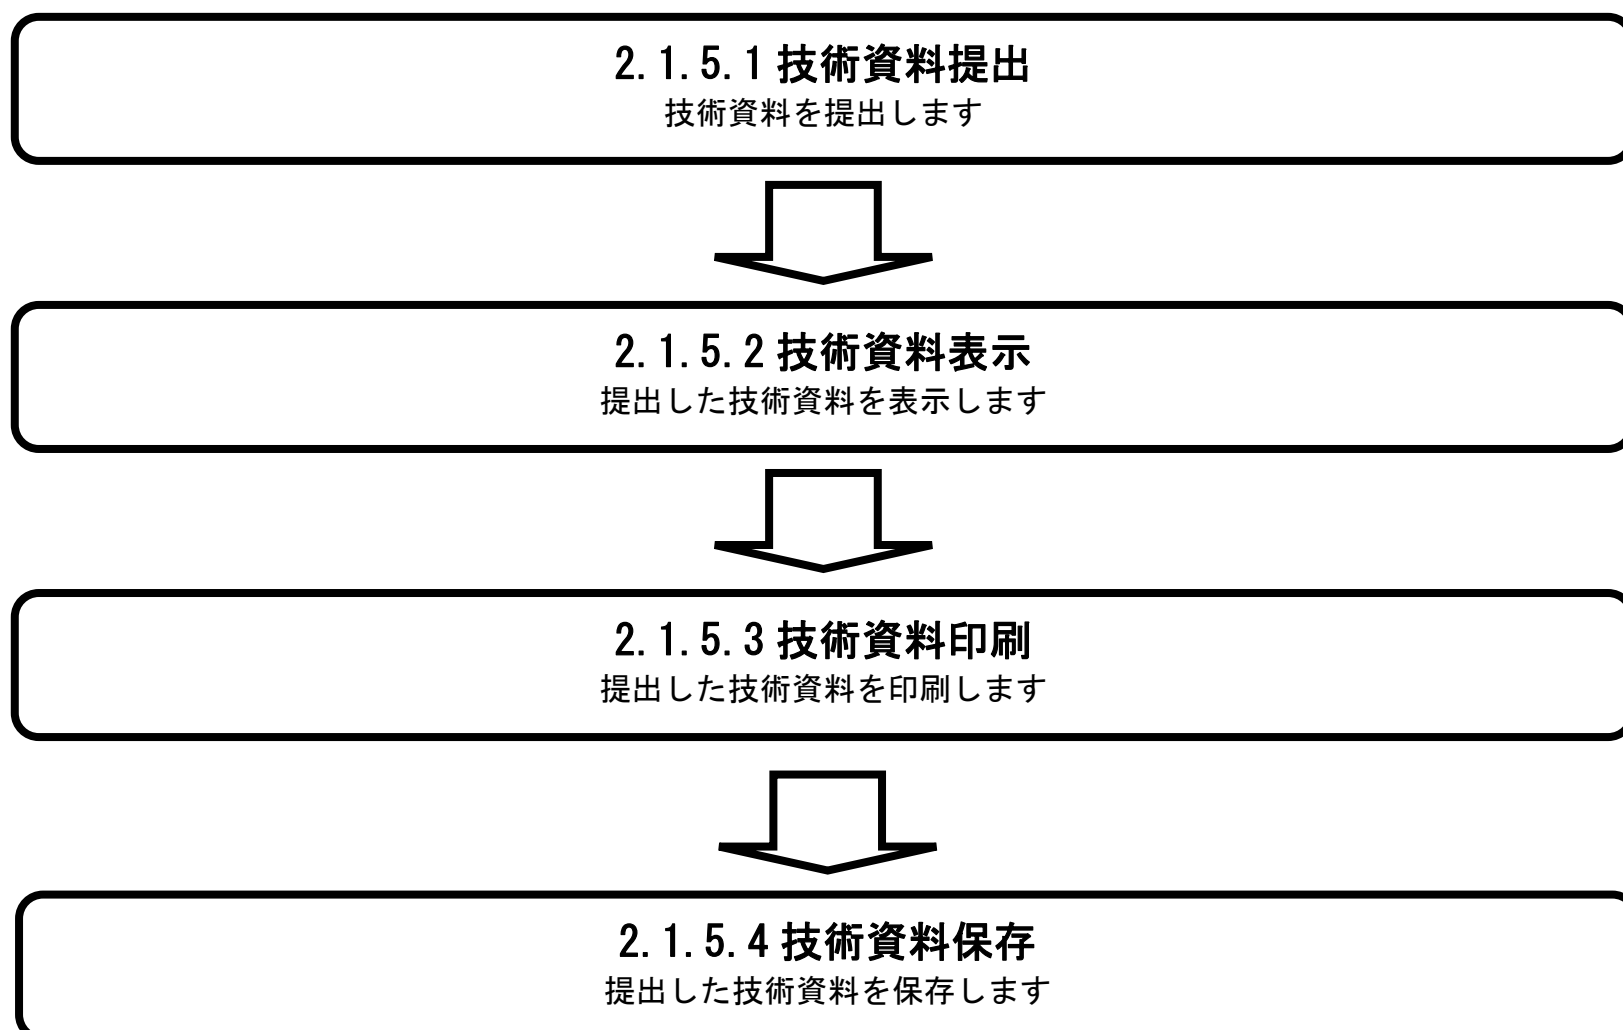 2.1.5.1 技術資料提出
技術資料を提出します
2.1.5.2 技術資料表示
提出した技術資料を表示します
2.1.5.3 技術資料印刷
提出した技術資料を印刷します
2.1.5.4 技術資料保存
提出した技術資料を保存します